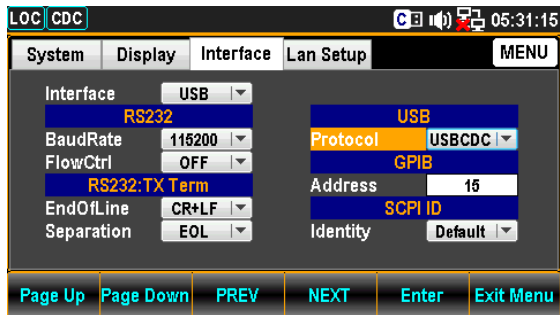 LOC CDC C 05:31:15
System Display Interface Lan Setup MENU
Interface USB
RS232 USB
BaudRate 115200 Protocol USBCDC
FlowCtrl OFF GPIB
RS232:TX Term Address 15
EndOfLine CR+LF SCPI ID
Separation EOL Identity Default
Page Up Page Down PREV NEXT Enter Exit Menu